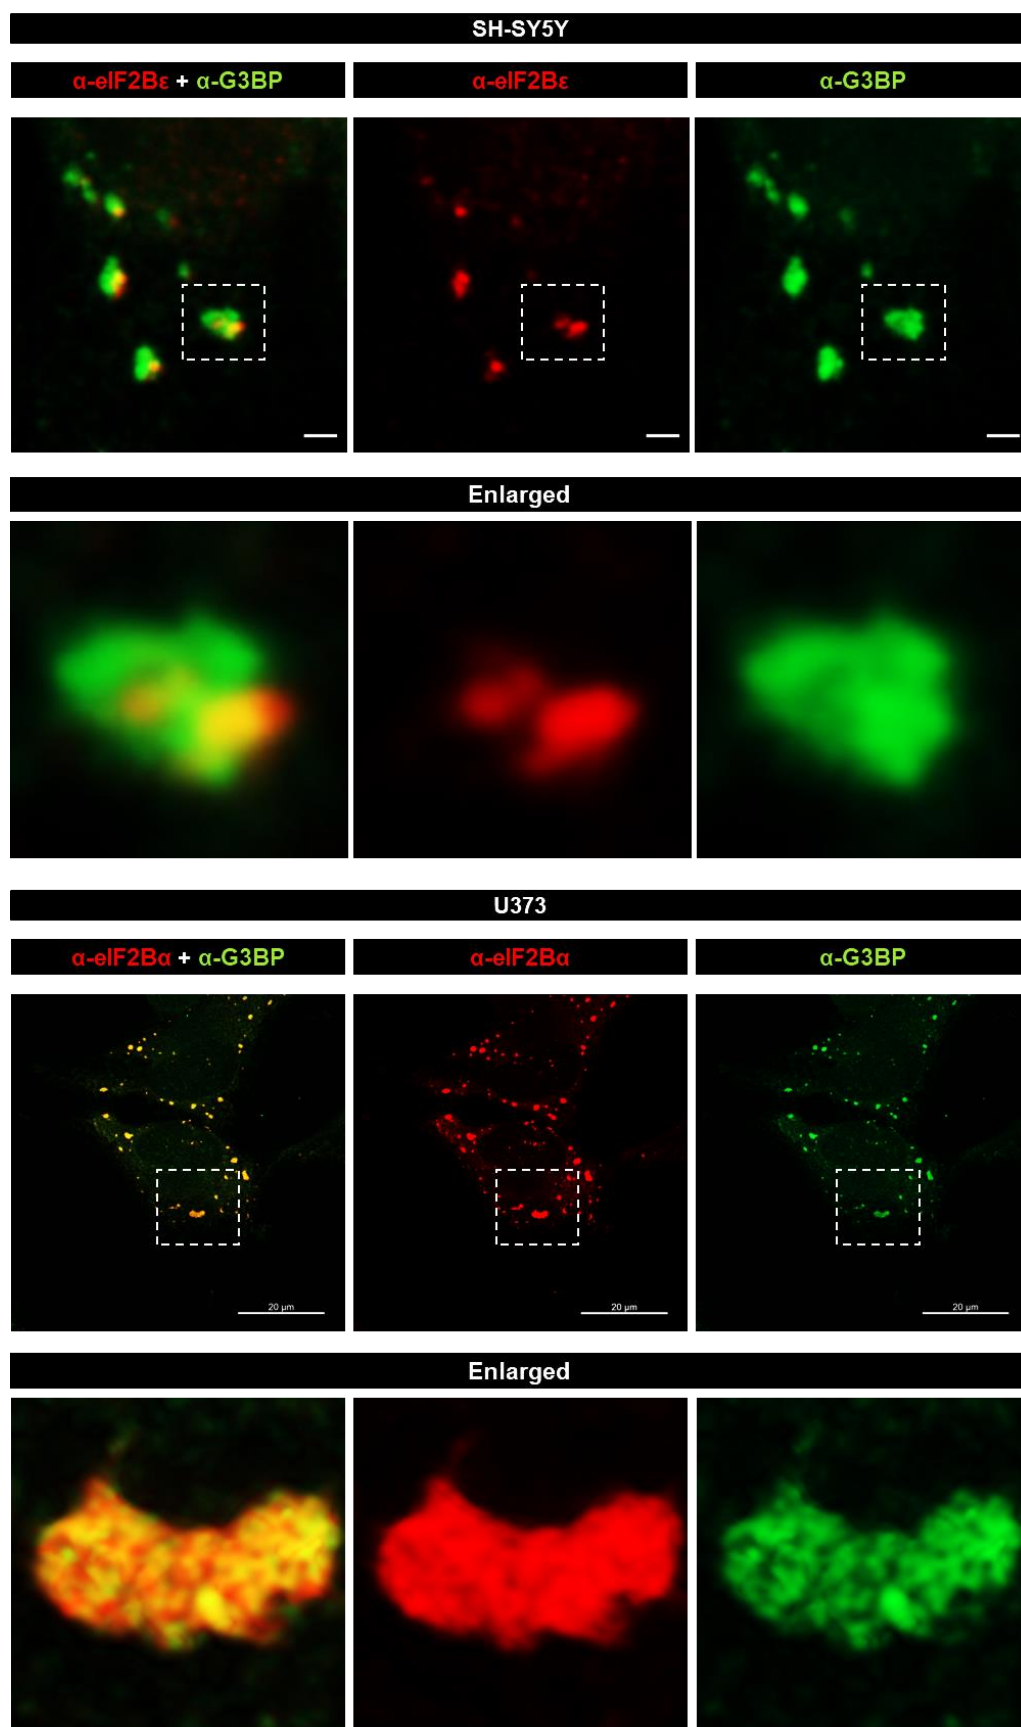 SH-SY5Y
α-eIF2Bε + α-G3BP
α-eIF2Bε
α-G3BP
Enlarged
U373
α-eIF2Bα + α-G3BP
α-eIF2Bα
α-G3BP
20 µm
20 µm
20 µm
Enlarged